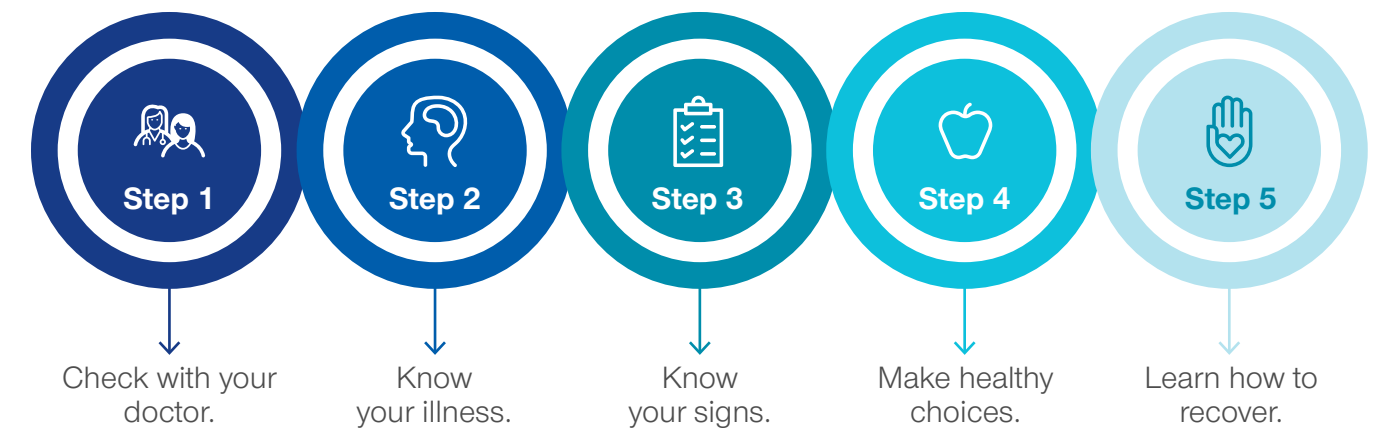 Step 1
Step 2
Step 3
Step 4
Step 5
Check with your
doctor.
Know
your illness.
Know
your signs.
Make healthy
choices.
Learn how to
recover.